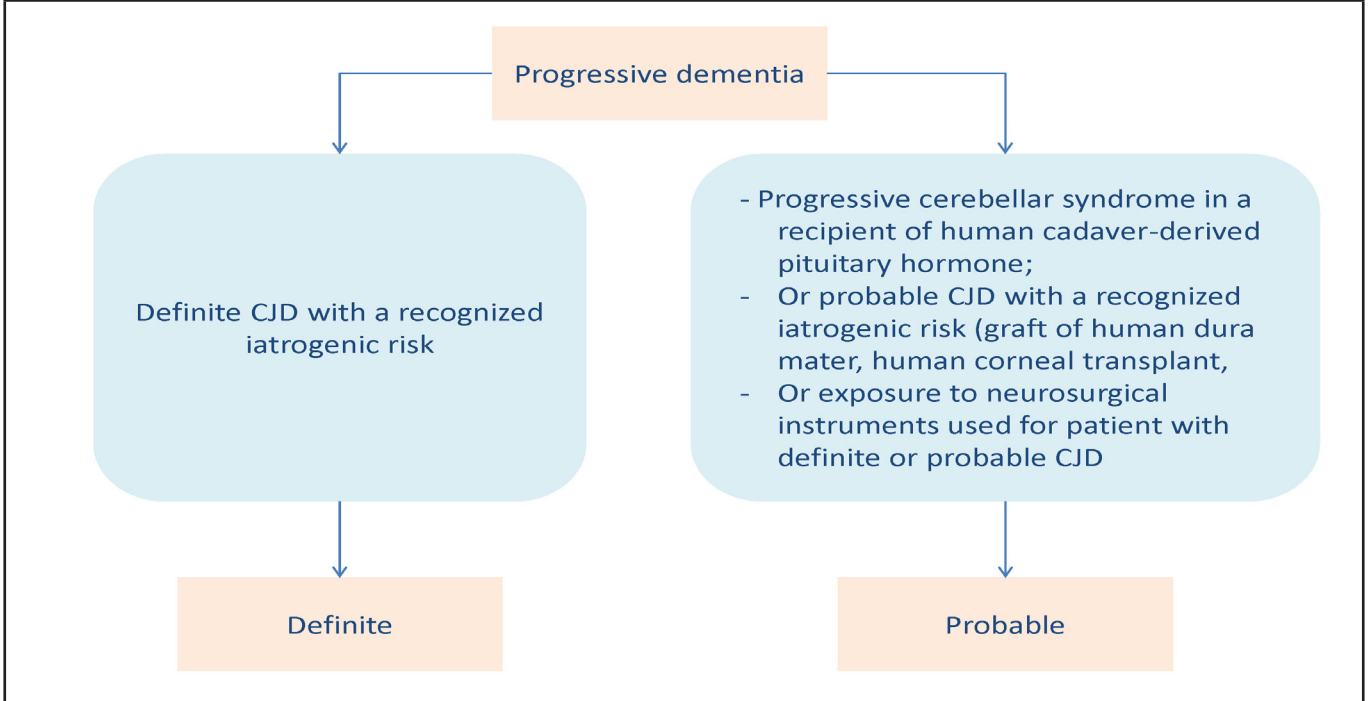 Progressive dementia
Definite CJD with a recognized
iatrogenic risk
- Progressive cerebellar syndrome in a
recipient of human cadaver-derived
pituitary hormone;
- Or probable CJD with a recognized
iatrogenic risk (graft of human dura
mater, human corneal transplant,
- Or exposure to neurosurgical
instruments used for patient with
definite or probable CJD
Definite
Probable